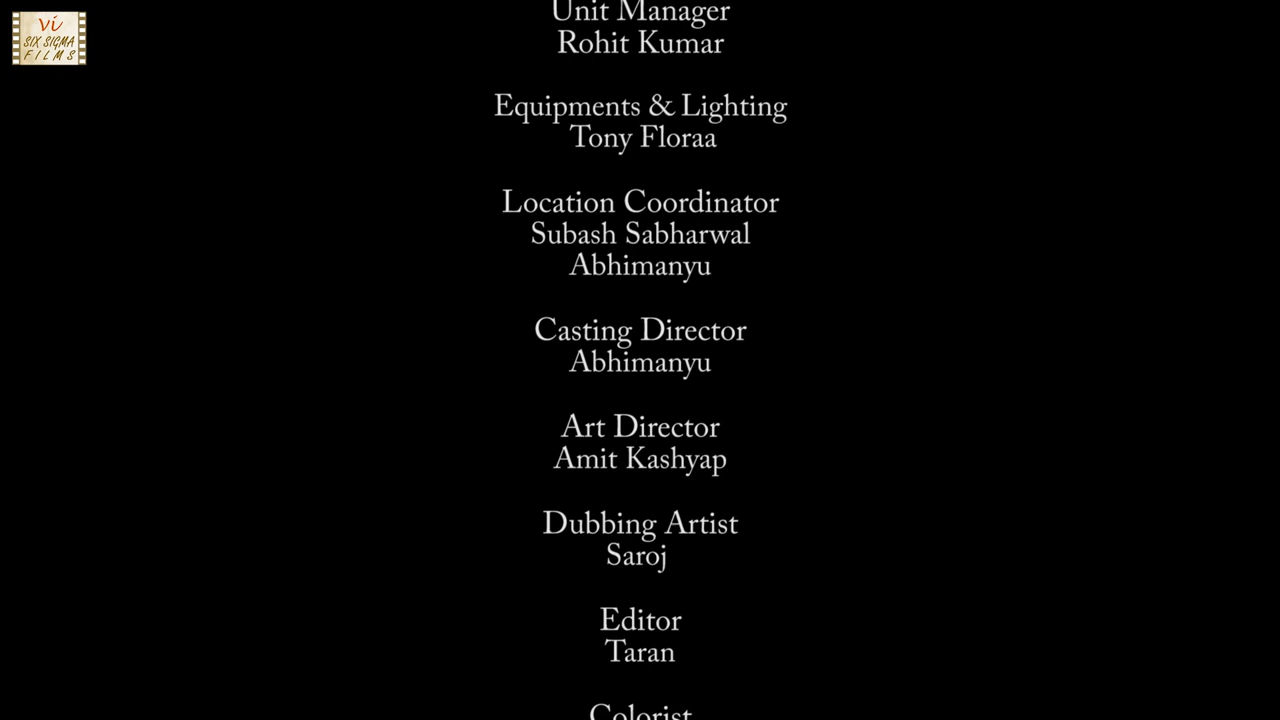 Vi
SIX SIGMA
FILMS
Unit Manager
Rohit Kumar
Equipments & Lighting
Tony Floraa
Location Coordinator
Subash Sabharwal
Abhimanyu
Casting Director
Abhimanyu
Art Director
Amit Kashyap
Dubbing Artist
Saroj
Editor
Taran
Colorist